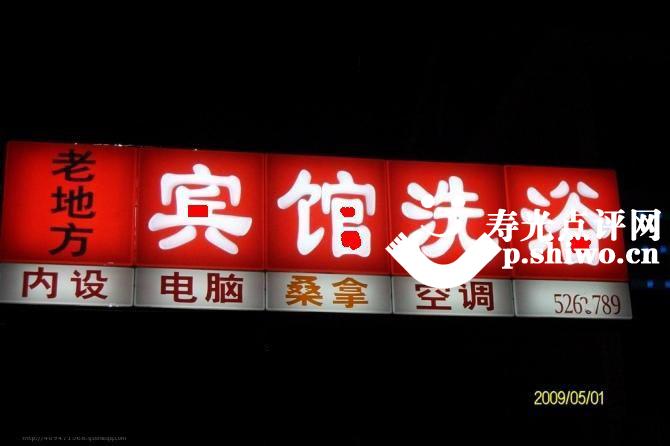 老地方
宾馆洗浴
寿光点评网
p.shiwo.cn
内设 电脑 桑拿 空调
2009/05/01